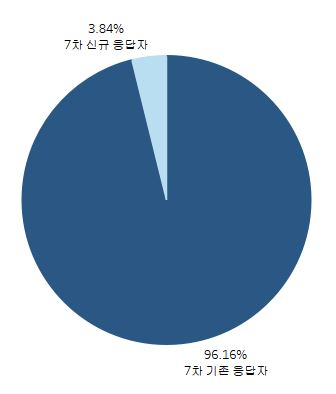 3.84%
7차 신규 응답자
96.16%
7차 기존 응답자